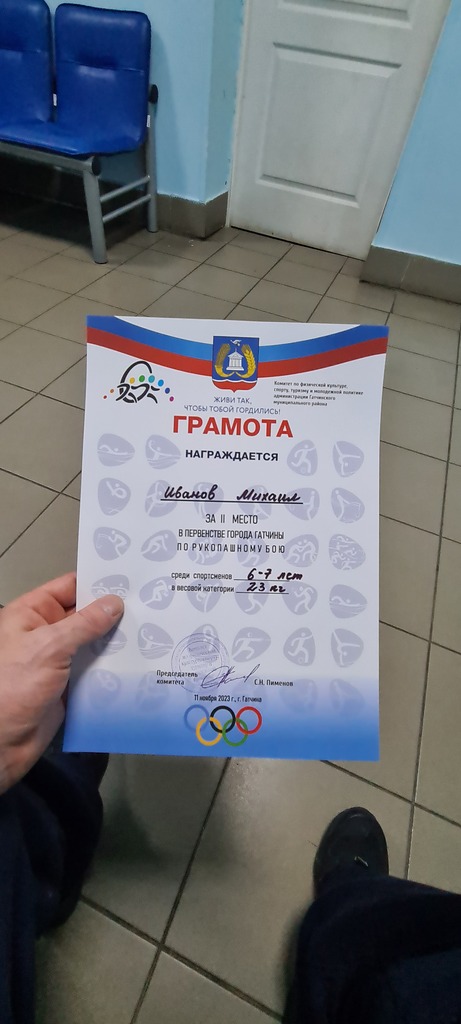 ЖИВИ ТАК,
ЧТОБЫ ТОБОЙ ГОРДИЛИСЬ!
Комитет по физической культуре,
спорту, туризму и молодежной политике
администрации Гатчинского
муниципального района
ГРАМОТА
НАГРАЖДАЕТСЯ
Иванов Михаил
ЗА II МЕСТО
В ПЕРВЕНСТВЕ ГОРОДА ГАТЧИНЫ
ПО РУКОПАШНОМУ БОЮ
среди спортсменов 6-7 лет
в весовой категории 23 кг
Председатель
комитета
С.Н. Пименов
11 ноября 2023 г., г. Гатчина